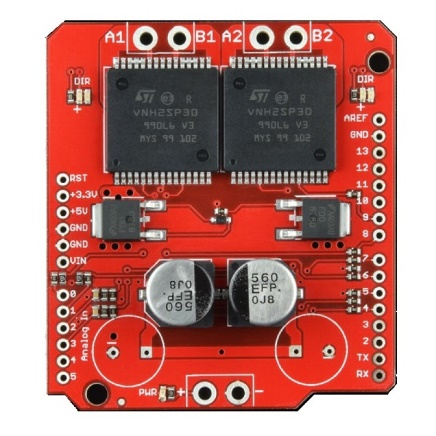 A1 B1 A2 B2
DIR
DIR
ST R
VNH2SP30
990L6 V3
MYS 99 102
ST R
VNH2SP30
990L6 V3
MYS 99 102
RST
+3.3V
+5V
GND
GND
VIN
0
1
2
3
4
5
Analog In
AREF
GND
13
12
11
10
9
8
7
6
5
4
3
2
TX
RX
560
EFP.
0J8
560
EFP.
0J8
PWR + -